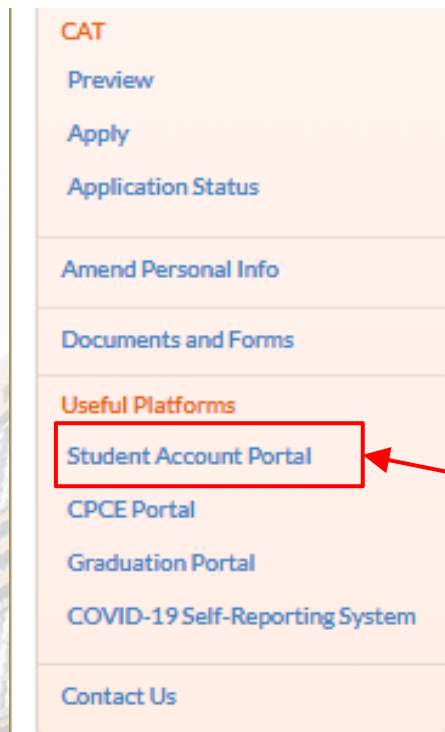 CAT
Preview
Apply
Application Status
Amend Personal Info
Documents and Forms
Useful Platforms
Student Account Portal
CPCE Portal
Graduation Portal
COVID-19 Self-Reporting System
Contact Us